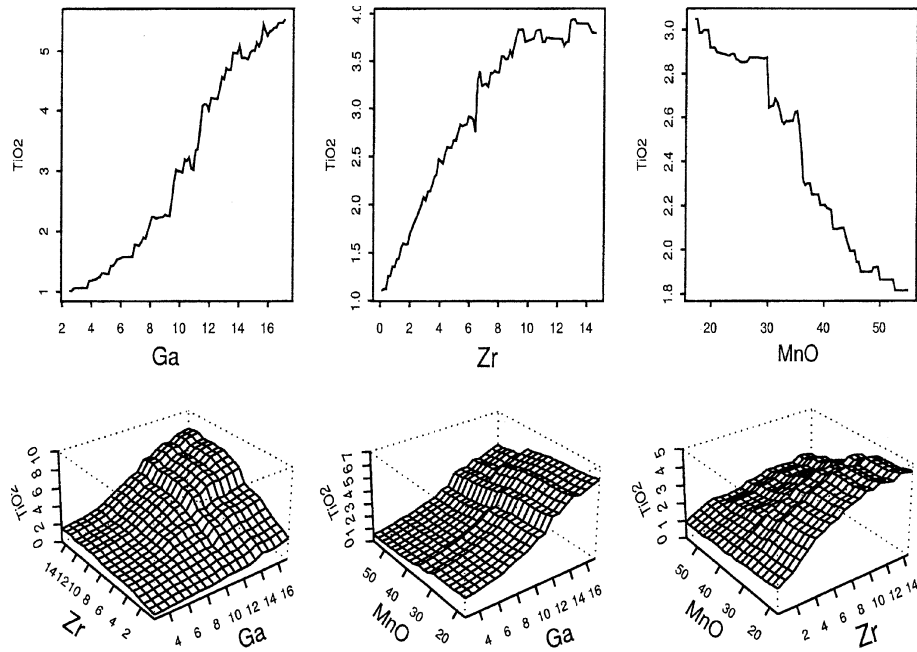 TiO2
1 2 3 4 5
2 4 6 8 10 12 14 16
Ga
TiO2
1.0 1.5 2.0 2.5 3.0 3.5 4.0
0 2 4 6 8 10 12 14
Zr
TiO2
1.8 2.0 2.2 2.4 2.6 2.8 3.0
20 30 40 50
MnO
TiO2
0 2 4 6 8 10
14 12 10 8 6 4 2
Zr
4 6 8 10 12 14 16
Ga
TiO2
0 1 2 3 4 5 6 7
50 40 30 20
MnO
4 6 8 10 12 14 16
Ga
TiO2
0 1 2 3 4 5
50 40 30 20
MnO
2 4 6 8 10 12 14
Zr